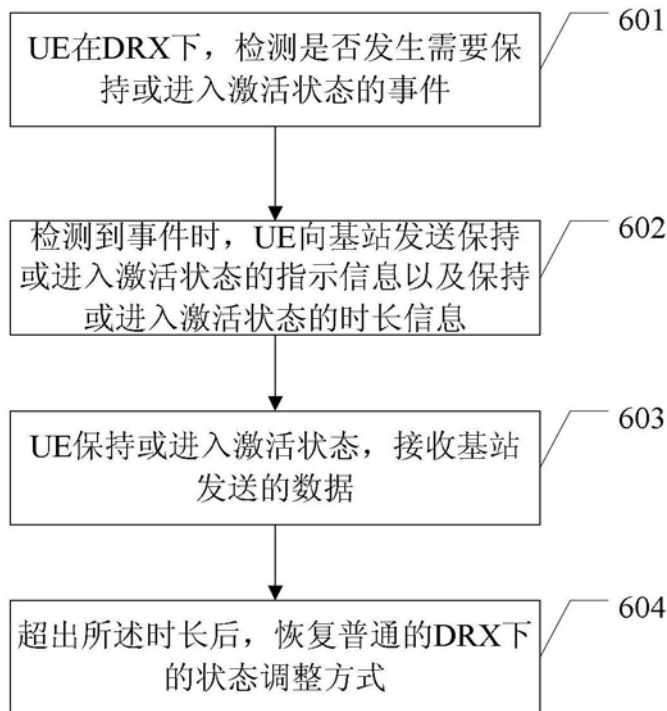 UE在DRX下，检测是否发生需要保
持或进入激活状态的事件
601
检测到事件时，UE向基站发送保持
或进入激活状态的指示信息以及保持
或进入激活状态的时长信息
602
UE保持或进入激活状态，接收基站
发送的数据
603
超出所述时长后，恢复普通的DRX下
的状态调整方式
604